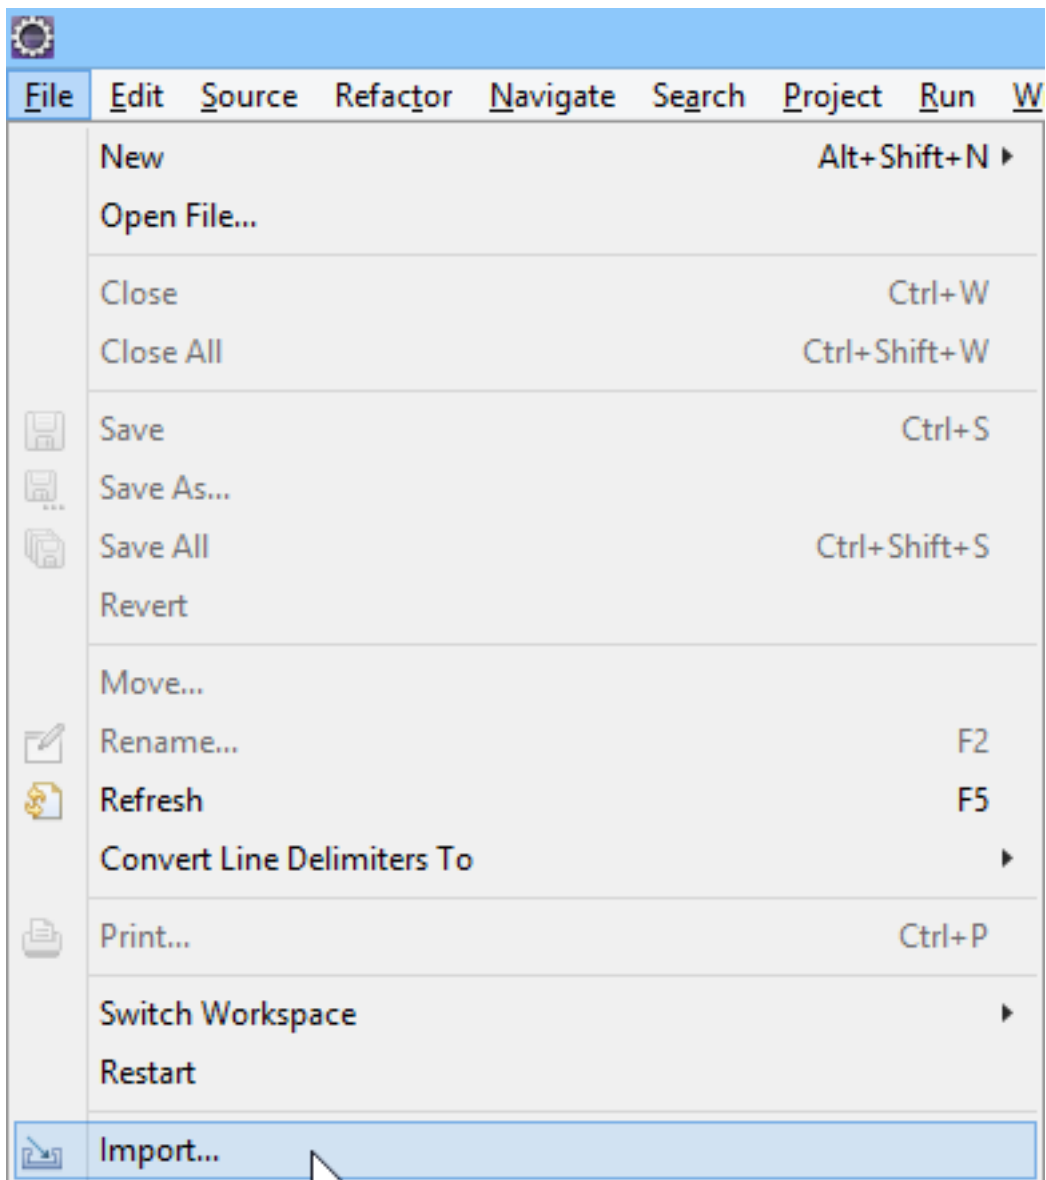 File Edit Source Refactor Navigate Search Project Run W
New Alt+Shift+N
Open File...
Close Ctrl+W
Close All Ctrl+Shift+W
Save Ctrl+S
Save As...
Save All Ctrl+Shift+S
Revert
Move...
Rename... F2
Refresh F5
Convert Line Delimiters To
Print... Ctrl+P
Switch Workspace
Restart
Import...